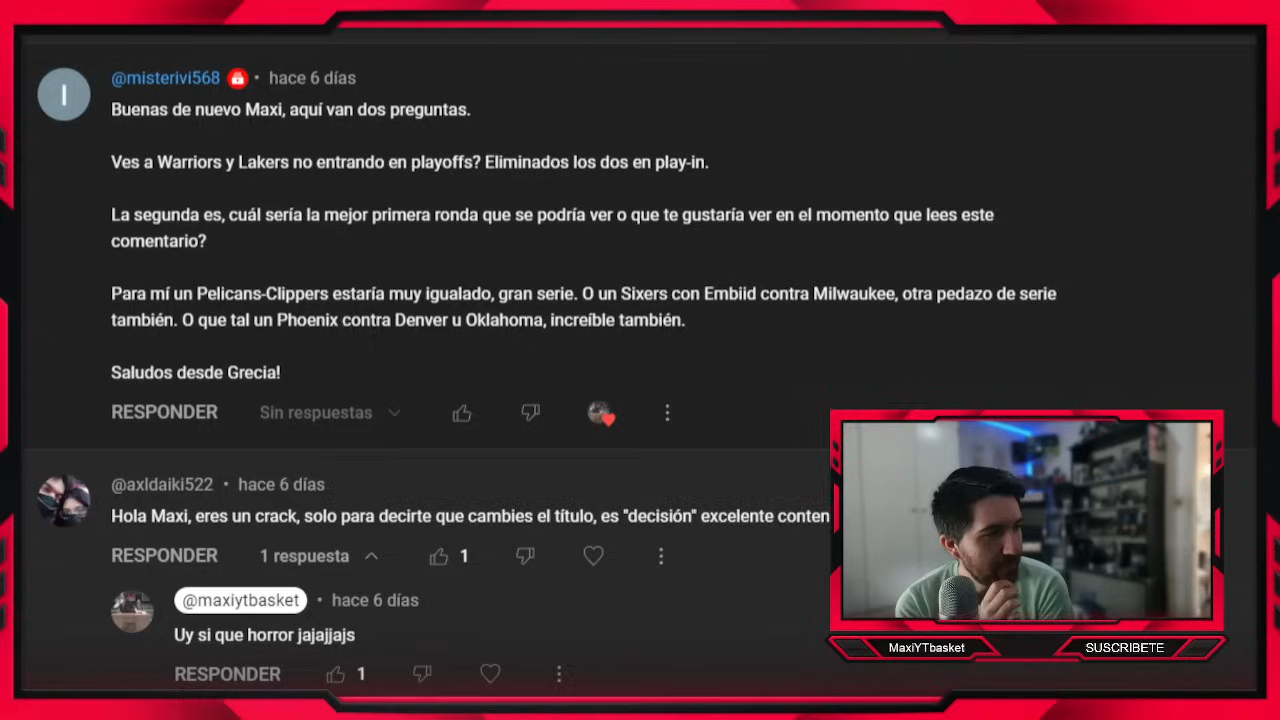 @misterivi568 • hace 6 días
Buenas de nuevo Maxi, aquí van dos preguntas.
Ves a Warriors y Lakers no entrando en playoffs? Eliminados los dos en play-in.
La segunda es, cuál sería la mejor primera ronda que se podría ver o que te gustaría ver en el momento que lees este
comentario?
Para mí un Pelicans-Clippers estaría muy igualado, gran serie. O un Sixers con Embiid contra Milwaukee, otra pedazo de serie
también. O que tal un Phoenix contra Denver u Oklahoma, increíble también.
Saludos desde Grecia!
RESPONDER Sin respuestas
@axldaiki522 • hace 6 días
Hola Maxi, eres un crack, solo para decirte que cambies el título, es "decisión" excelente conten
RESPONDER 1 respuesta 1
@maxiytbasket • hace 6 días
Uy si que horror jajajjajs
RESPONDER 1
MaxiYTbasket
SUSCRIBETE